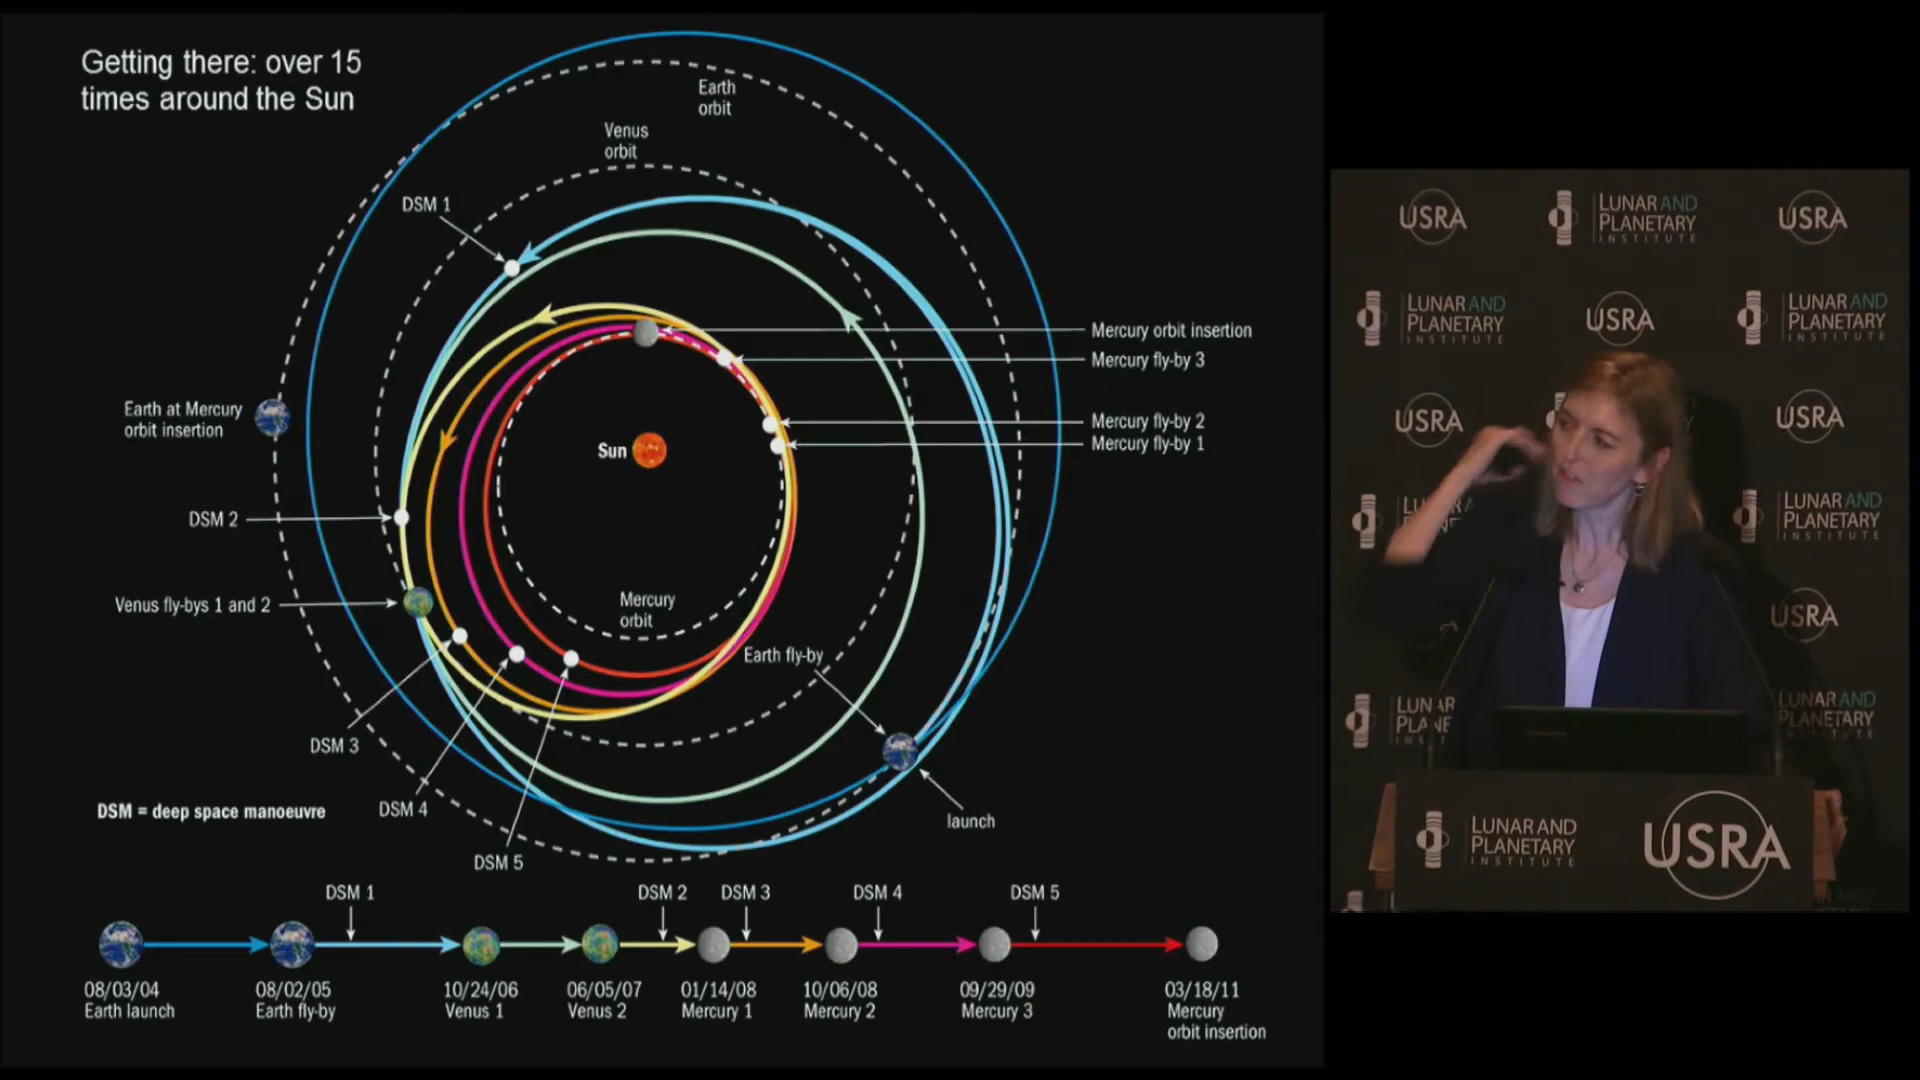 Getting there: over 15
times around the Sun
Earth
orbit
Venus
orbit
DSM 1
Mercury orbit insertion
Mercury fly-by 3
Earth at Mercury
orbit insertion
Mercury fly-by 2
Mercury fly-by 1
Sun
DSM 2
Venus fly-bys 1 and 2
Mercury
orbit
Earth fly-by
DSM 3
DSM 4
launch
DSM = deep space manoeuvre
DSM 5
DSM 1
DSM 2
DSM 3
DSM 4
DSM 5
08/03/04
Earth launch
08/02/05
Earth fly-by
10/24/06
Venus 1
06/05/07
Venus 2
01/14/08
Mercury 1
10/06/08
Mercury 2
09/29/09
Mercury 3
03/18/11
Mercury
orbit insertion
USRA
LUNAR AND
PLANETARY
INSTITUTE
USRA
LUNAR AND
PLANETARY
INSTITUTE
USRA
LUNAR AND
PLANETARY
INSTITUTE
USRA
USRA
LUNAR AND
PLANETARY
INSTITUTE
USRA
LUNAR AND
PLANETARY
INSTITUTE
USRA
LUNAR AND
PLANETARY
INSTITUTE
USRA